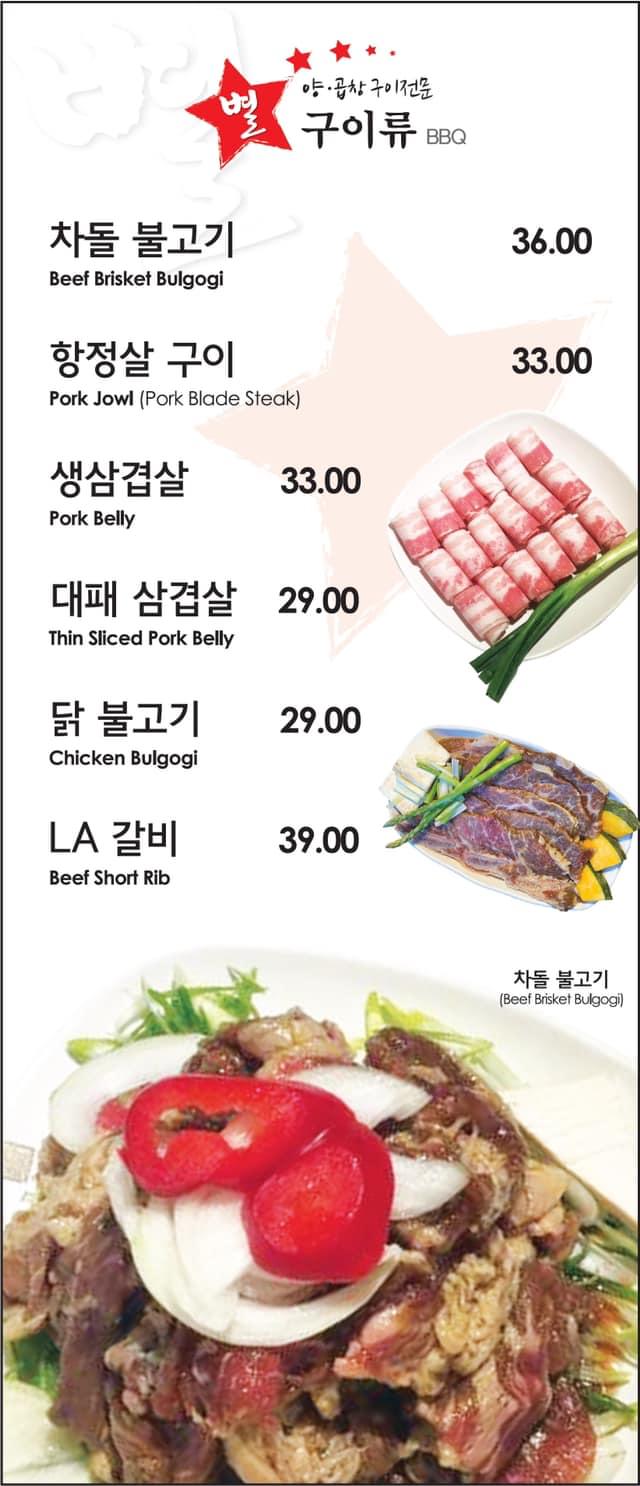 별
양·곱창 구이전문
구이류 BBQ
차돌 불고기 36.00
Beef Brisket Bulgogi
항정살 구이 33.00
Pork Jowl (Pork Blade Steak)
생삼겹살 33.00
Pork Belly
대패 삼겹살 29.00
Thin Sliced Pork Belly
닭 불고기 29.00
Chicken Bulgogi
LA 갈비 39.00
Beef Short Rib
차돌 불고기
(Beef Brisket Bulgogi)